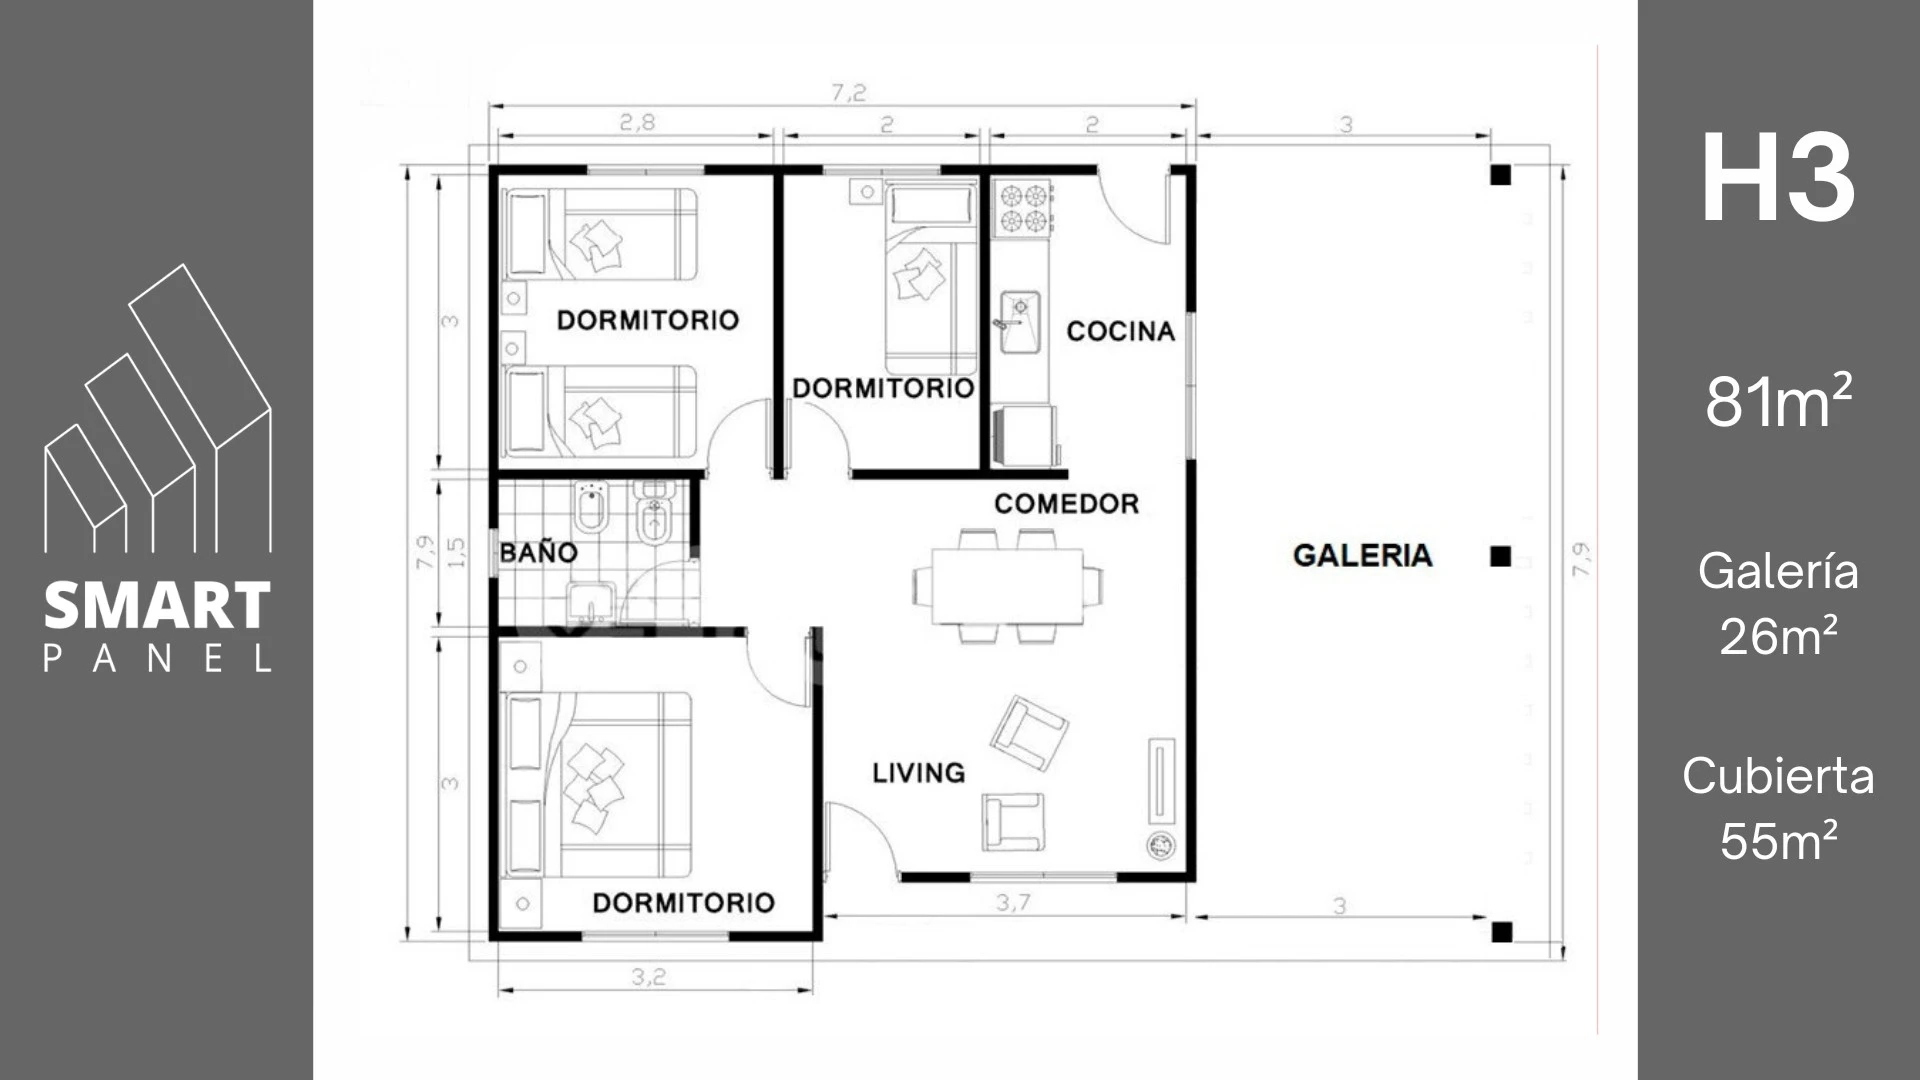 SMART
PANEL
7,2
2,8
2
2
3
3
DORMITORIO
DORMITORIO
COCINA
COMEDOR
7,9
1,5
BAÑO
GALERIA
7,9
3
LIVING
DORMITORIO
3,7
3
3,2
H3
81m²
Galería
26m²
Cubierta
55m²